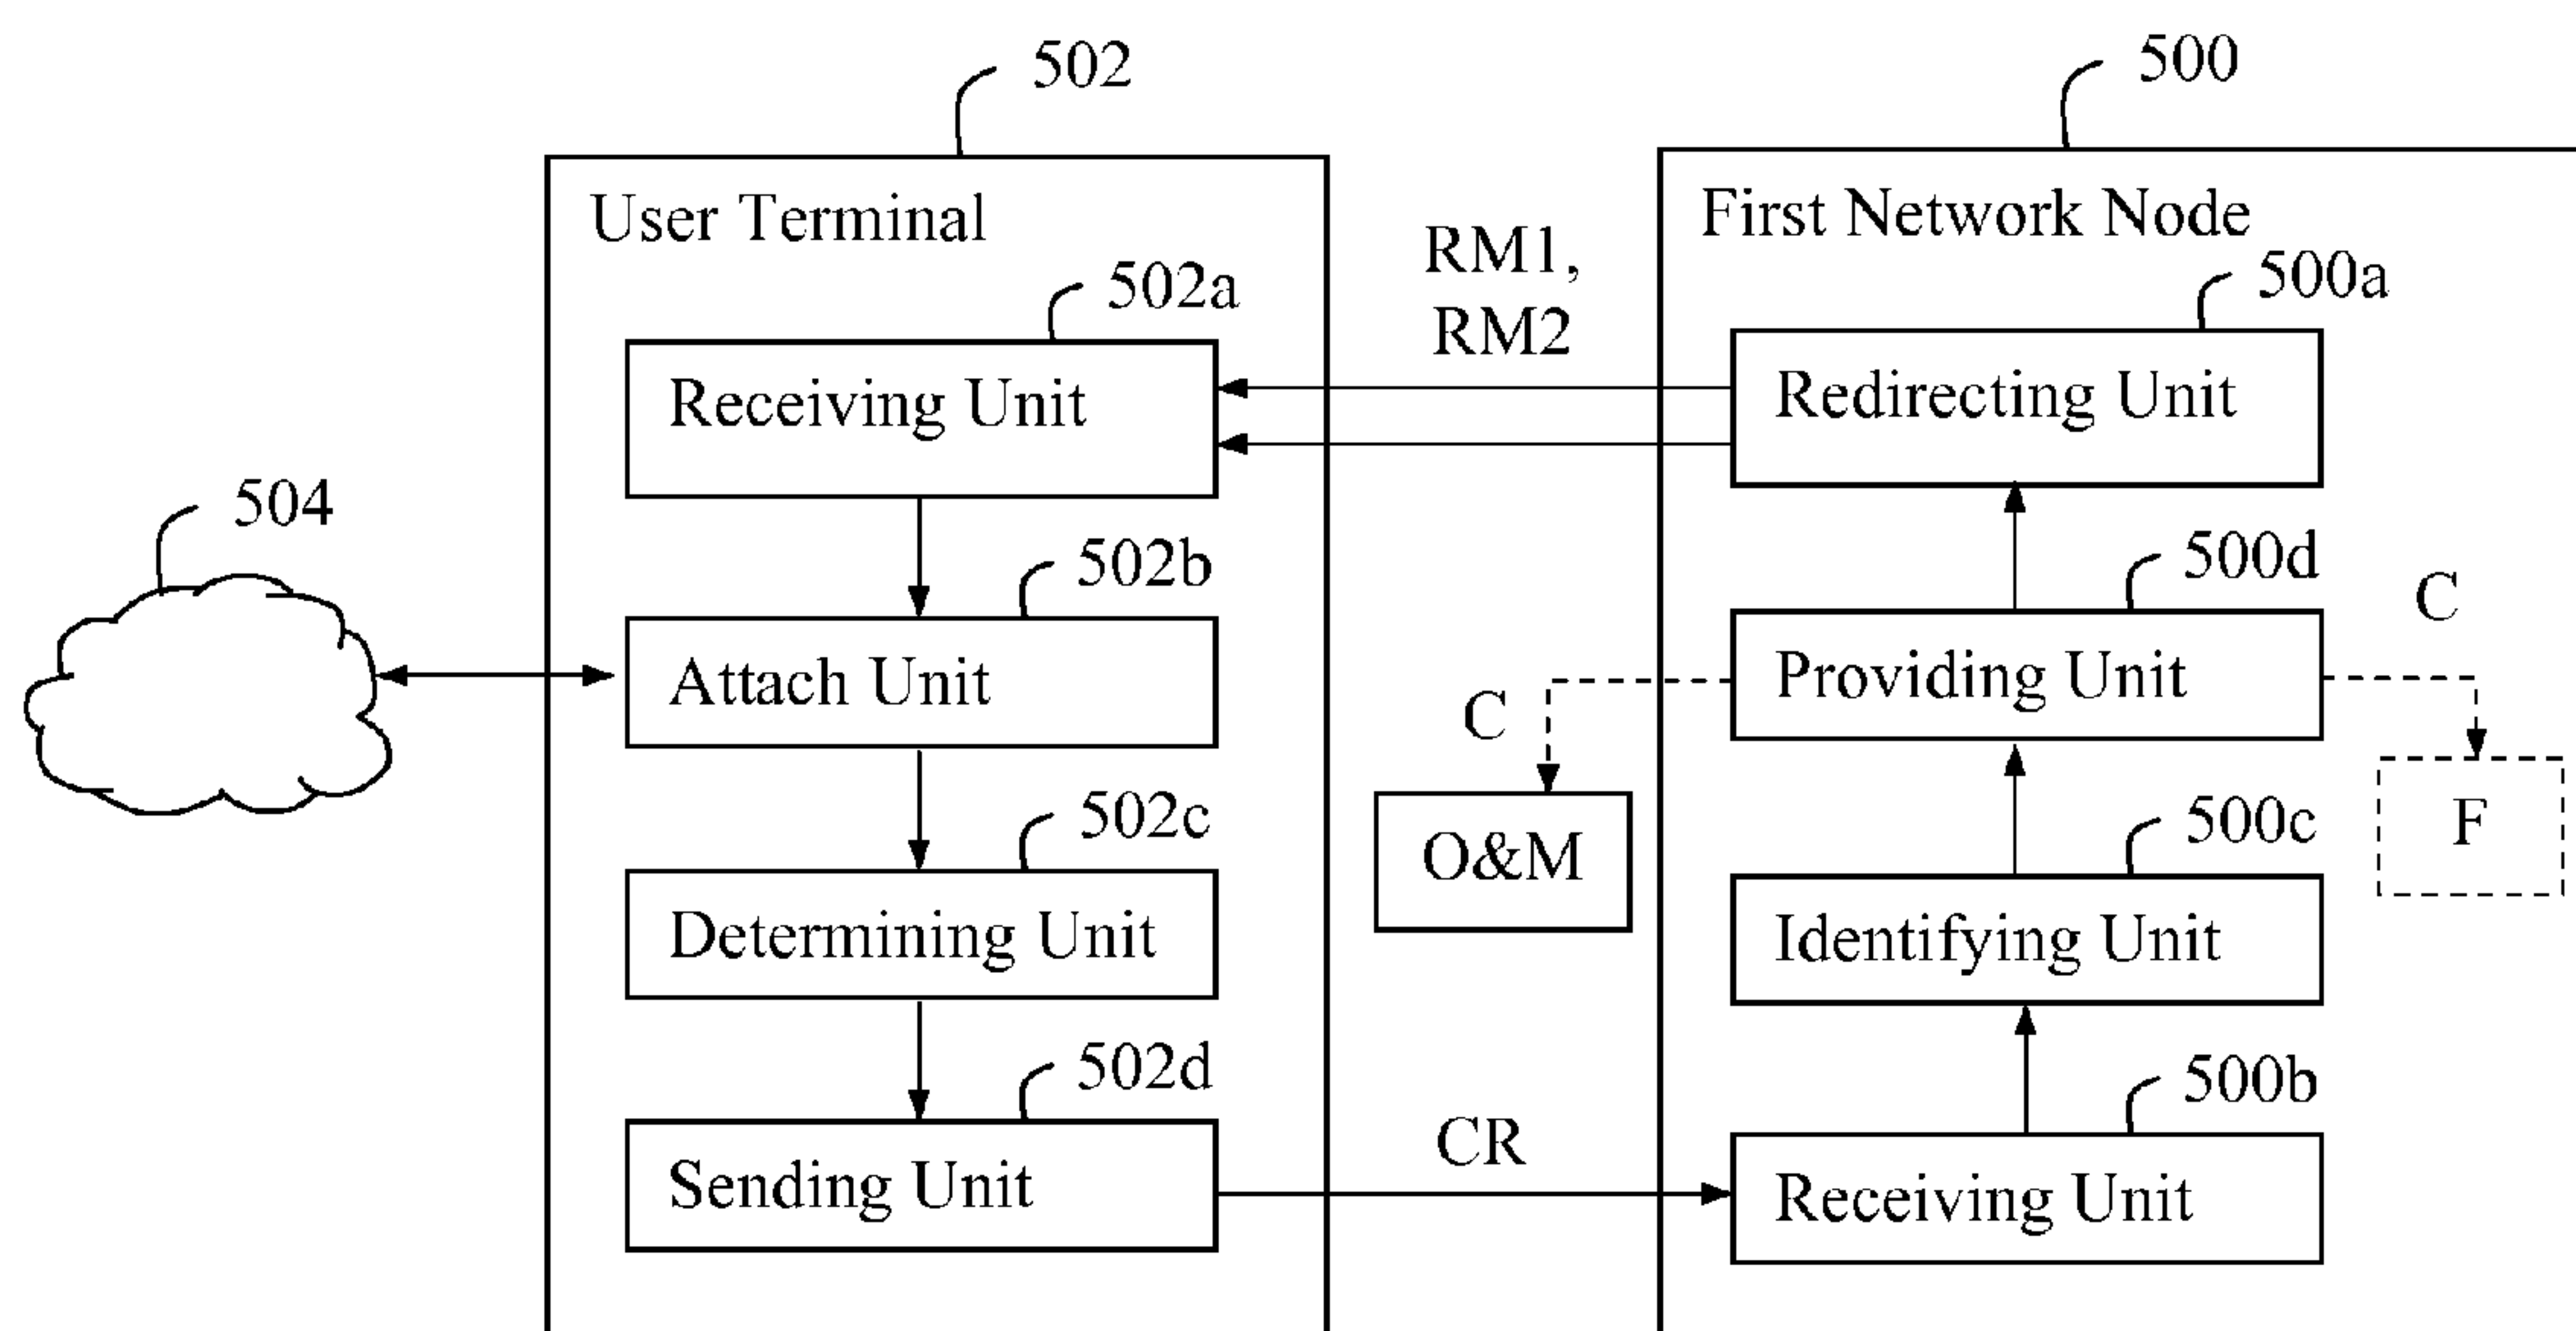 502
500
User Terminal
First Network Node
RM1,
RM2
502a
500a
Receiving Unit
Redirecting Unit
504
502b
500d
C
Attach Unit
Providing Unit
C
502c
500c
O&M
F
Determining Unit
Identifying Unit
502d
500b
CR
Sending Unit
Receiving Unit